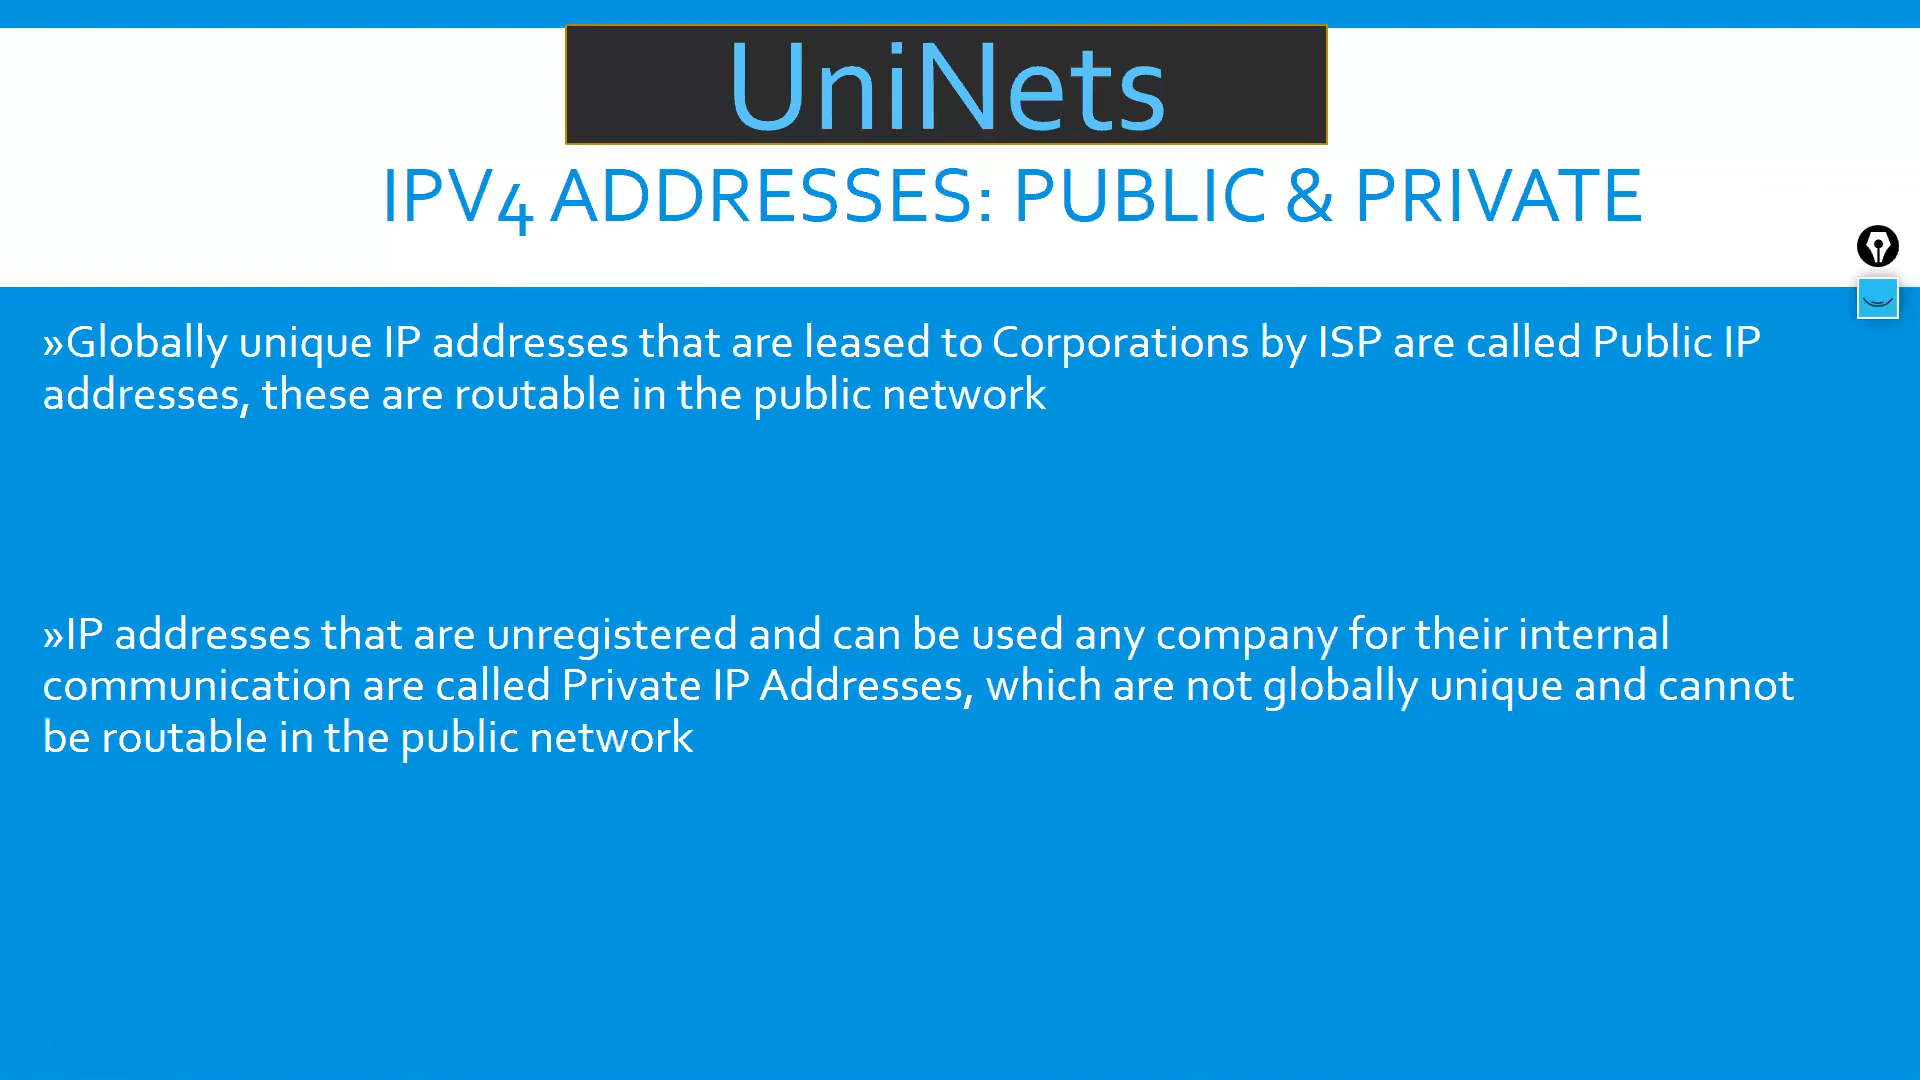 UniNets
IPV4 ADDRESSES: PUBLIC & PRIVATE
»Globally unique IP addresses that are leased to Corporations by ISP are called Public IP
addresses, these are routable in the public network
»IP addresses that are unregistered and can be used any company for their internal
communication are called Private IP Addresses, which are not globally unique and cannot
be routable in the public network